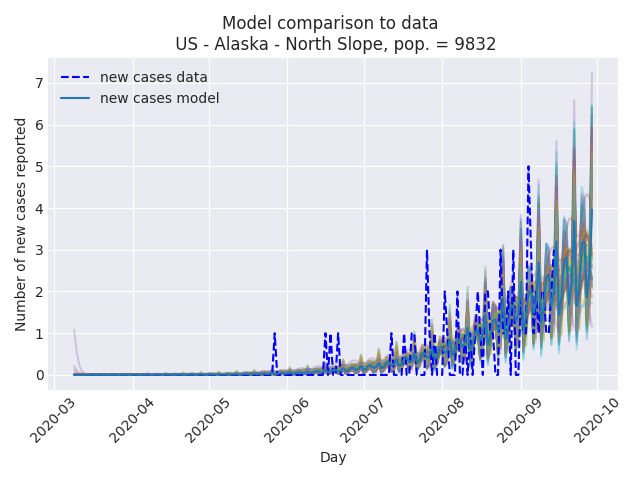 Model comparison to data
US - Alaska - North Slope, pop. = 9832
new cases data
new cases model
Number of new cases reported
7
6
5
4
3
2
1
0
2020-03
2020-04
2020-05
2020-06
2020-07
2020-08
2020-09
2020-10
Day